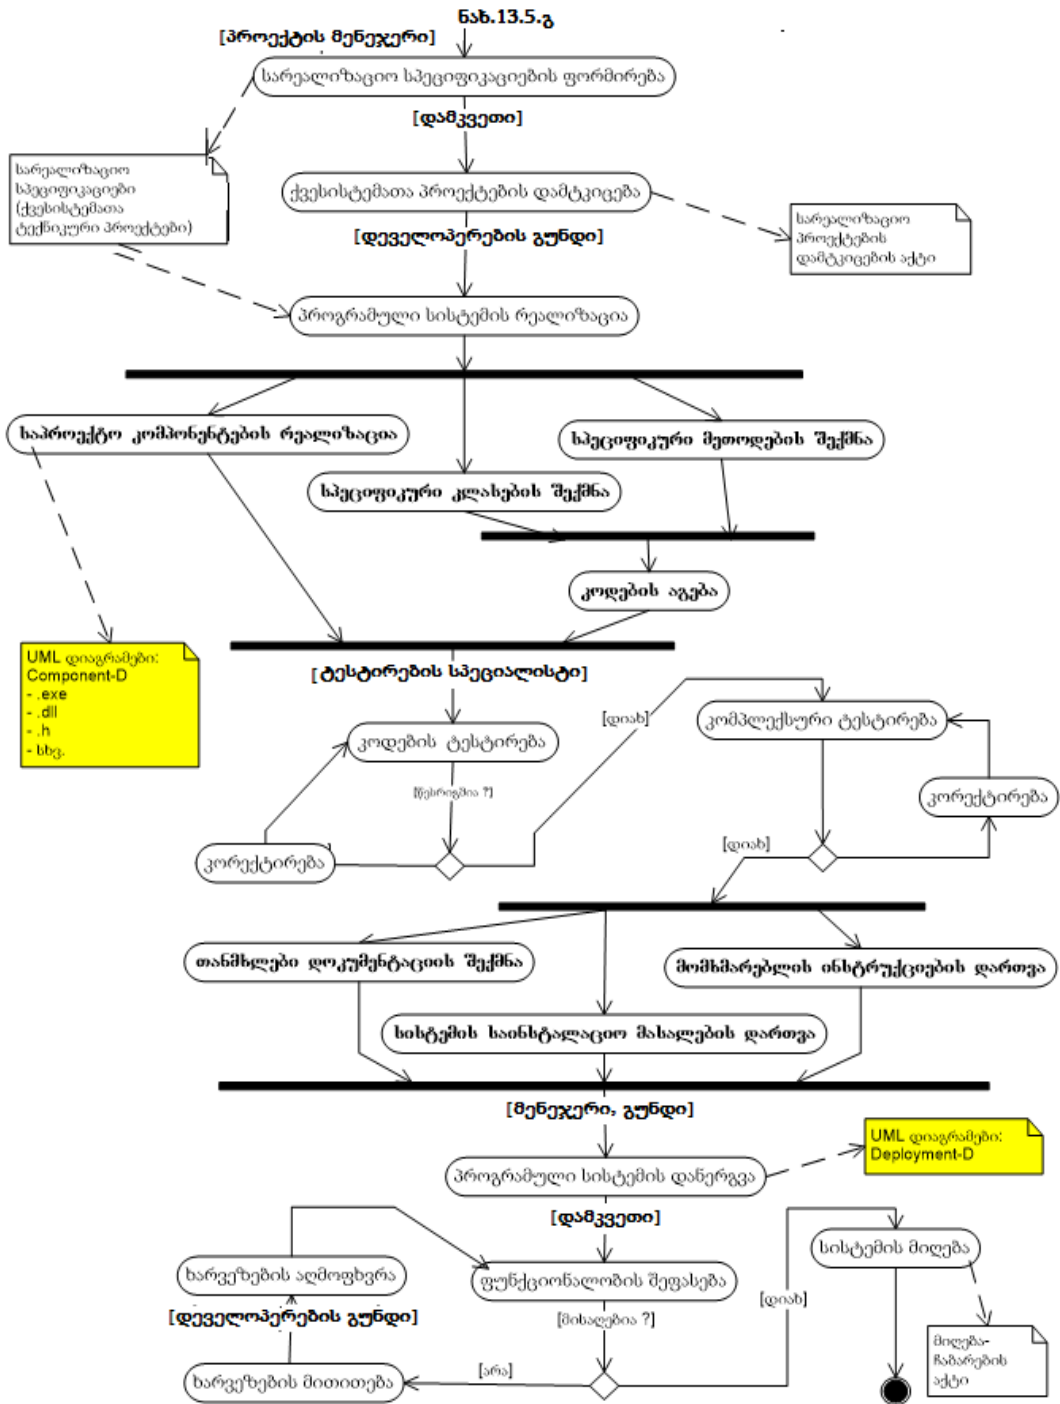 ნახ.13.5.გ
[პროექტის მენეჯერი]
სარეალიზაციო სპეციფიკაციების ფორმირება
[დამკვეთი]
სარეალიზაციო
სპეციფიკაციები
(ქვესისტემათა
ტექნიკური პროექტები)
ქვესისტემათა პროექტების დამტკიცება
სარეალიზაციო
პროექტების
დამტკიცების აქტი
[დეველოპერების გუნდი]
პროგრამული სისტემის რეალიზაცია
საპროექტო კომპონენტების რეალიზაცია
სპეციფიკური მეთოდების შექმნა
სპეციფიკური კლასების შექმნა
კოდების აგება
UML დიაგრამები:
Component-D
- .exe
- .dll
- .h
- სხვ.
[ტესტირების სპეციალისტი]
[დიახ]
კომპლექსური ტესტირება
კოდების ტესტირება
[წესრიგშია ?]
კორექტირება
კორექტირება
[დიახ]
თანმხლები დოკუმენტაციის შექმნა
მომხმარებლის ინსტრუქციების დართვა
სისტემის საინსტალაციო მასალების დართვა
[მენეჯერი, გუნდი]
UML დიაგრამები:
Deployment-D
პროგრამული სისტემის დანერგვა
[დამკვეთი]
სისტემის მიღება
ხარვეზების აღმოფხვრა
ფუნქციონალობის შეფასება
[დიახ]
[დეველოპერების გუნდი]
[მისაღებია ?]
მიღება-
ჩაბარების
აქტი
[არა]
ხარვეზების მითითება